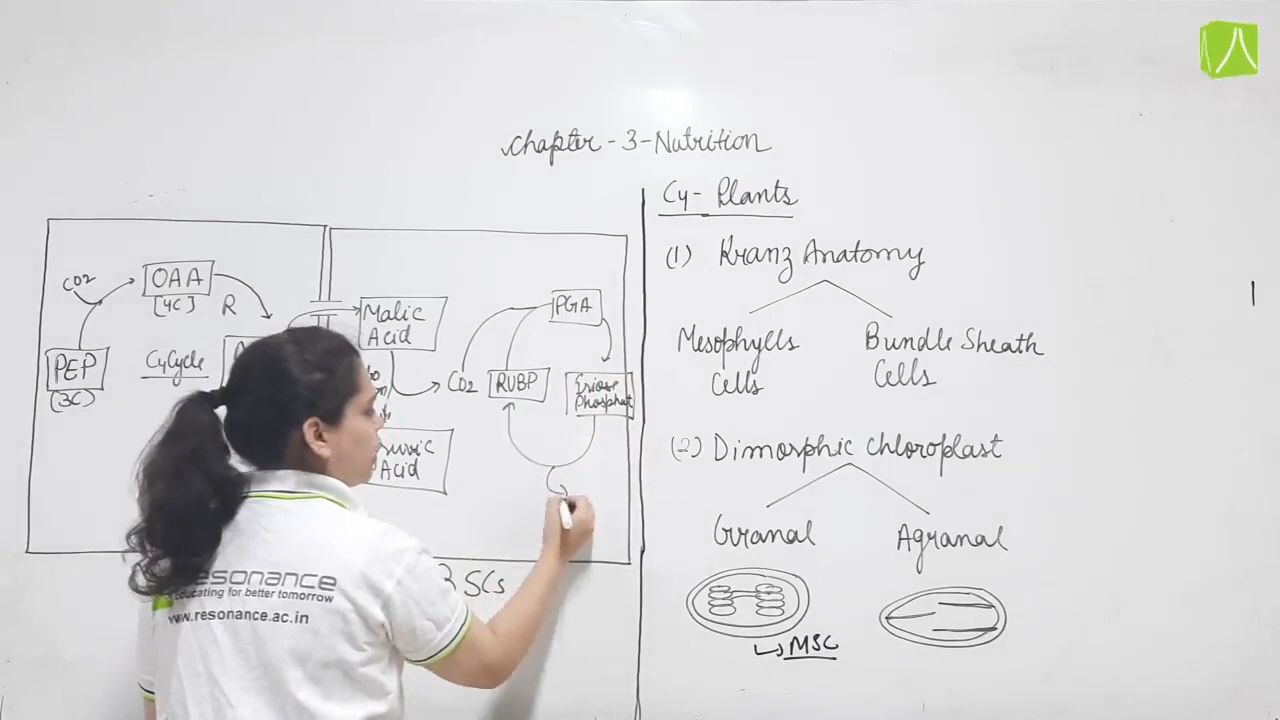 Chapter - 3 - Nutrition
CO2
OAA
[4C]
R
PEP
(3C)
C4 Cycle
Malic
Acid
CO2
RUBP
PGA
Triose
Phosphat
Acid
SCs
C4 - Plants
(1) Kranz Anatomy
Mesophylls
Cells
Bundle Sheath
Cells
(2) Dimorphic Chloroplast
Granal
Agranal
MSC
resonance
educating for better tomorrow
www.resonance.ac.in